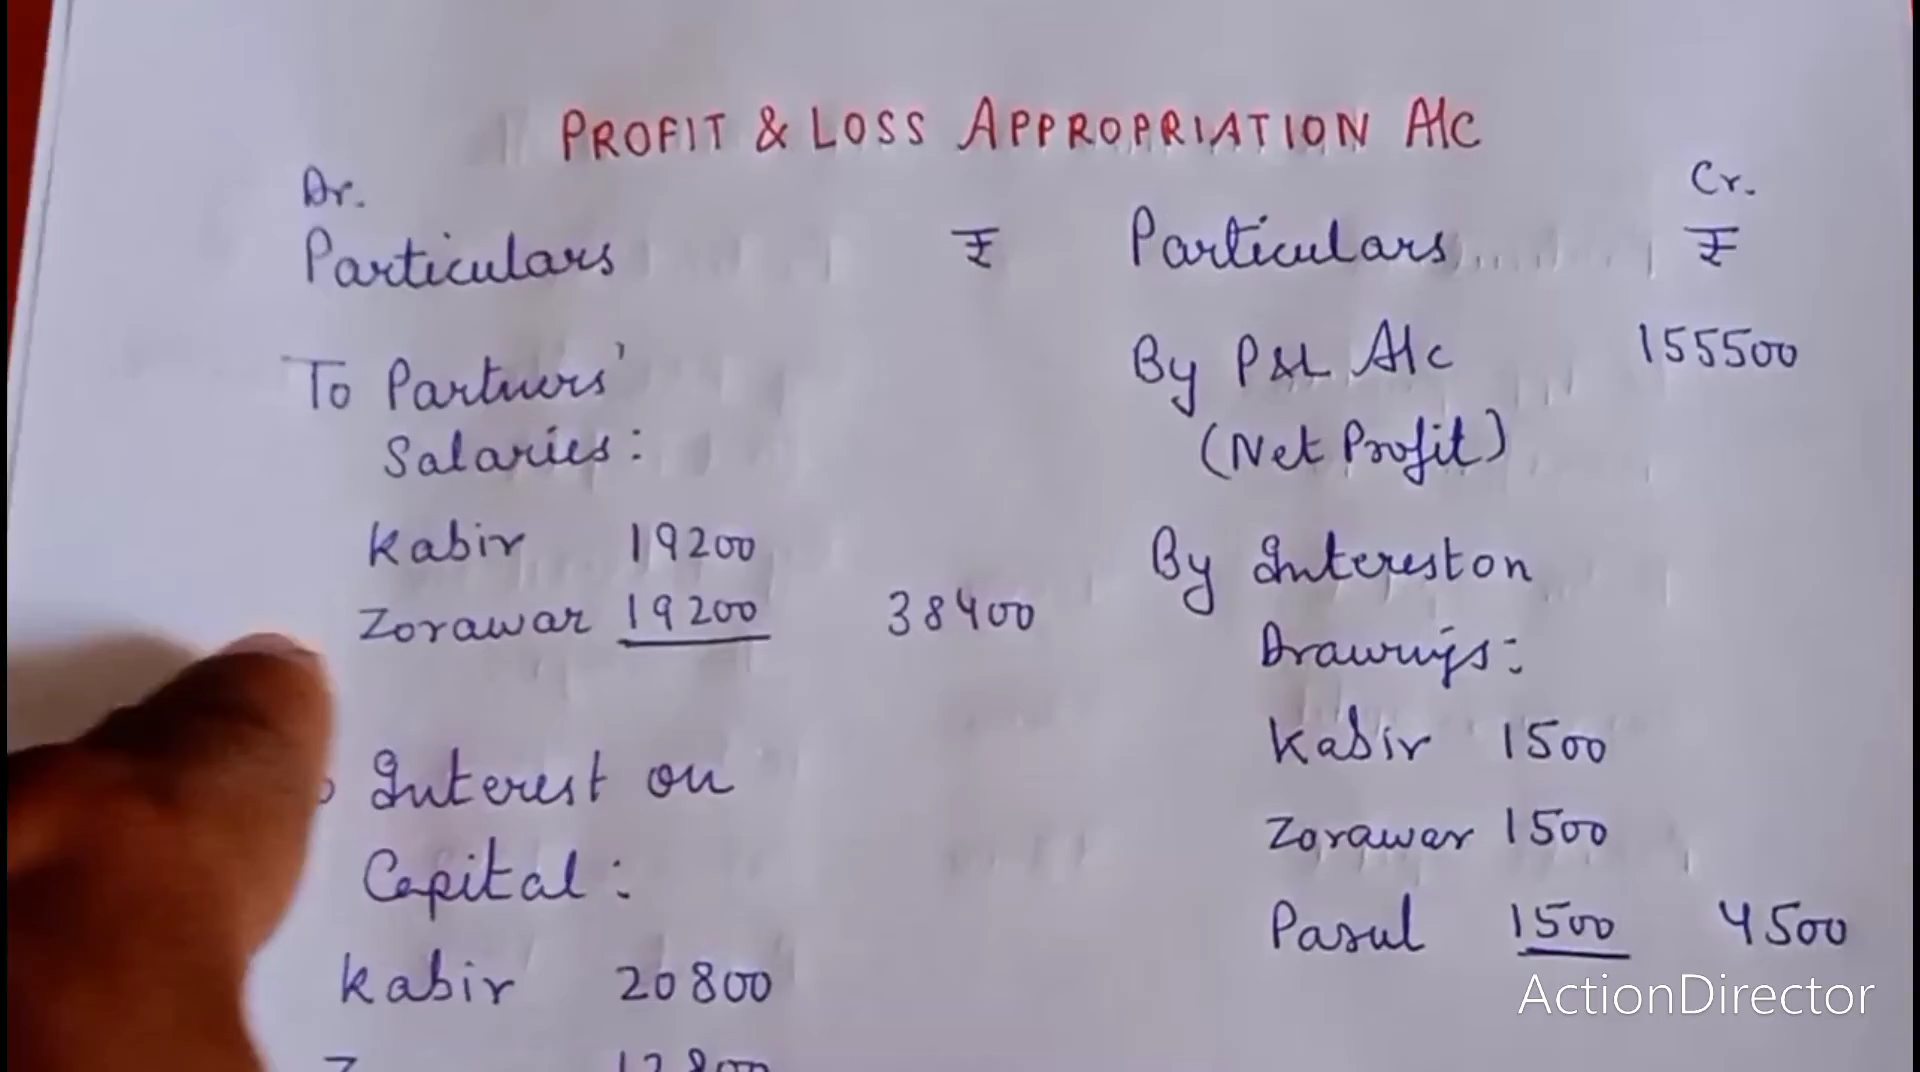 PROFIT & LOSS APPROPRIATION A/c
Dr. Cr.
Particulars ₹ Particulars ₹
To Partners' By P&L A/c 155500
Salaries: (Net Profit)
Kabir 19200 By Interest on
Zorawar 19200 38400 Drawings:
Interest on Kabir 1500
Capital: Zorawar 1500
Kabir 20800 Parul 1500 4500
ActionDirector